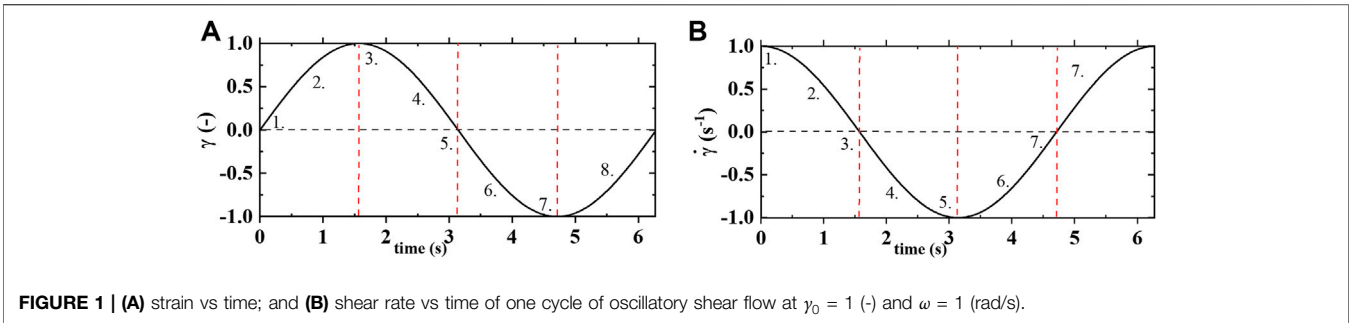 A
1.0
0.5
0.0
-0.5
-1.0
γ (-)
1.
2.
3.
4.
5.
6.
7.
8.
0 1 2 3 4 5 6
time (s)
B
1.0
0.5
0.0
-0.5
-1.0
γ̇ (s⁻¹)
1.
2.
3.
4.
5.
6.
7.
7.
0 1 2 3 4 5 6
time (s)
FIGURE 1 | (A) strain vs time; and (B) shear rate vs time of one cycle of oscillatory shear flow at γ₀ = 1 (-) and ω = 1 (rad/s).